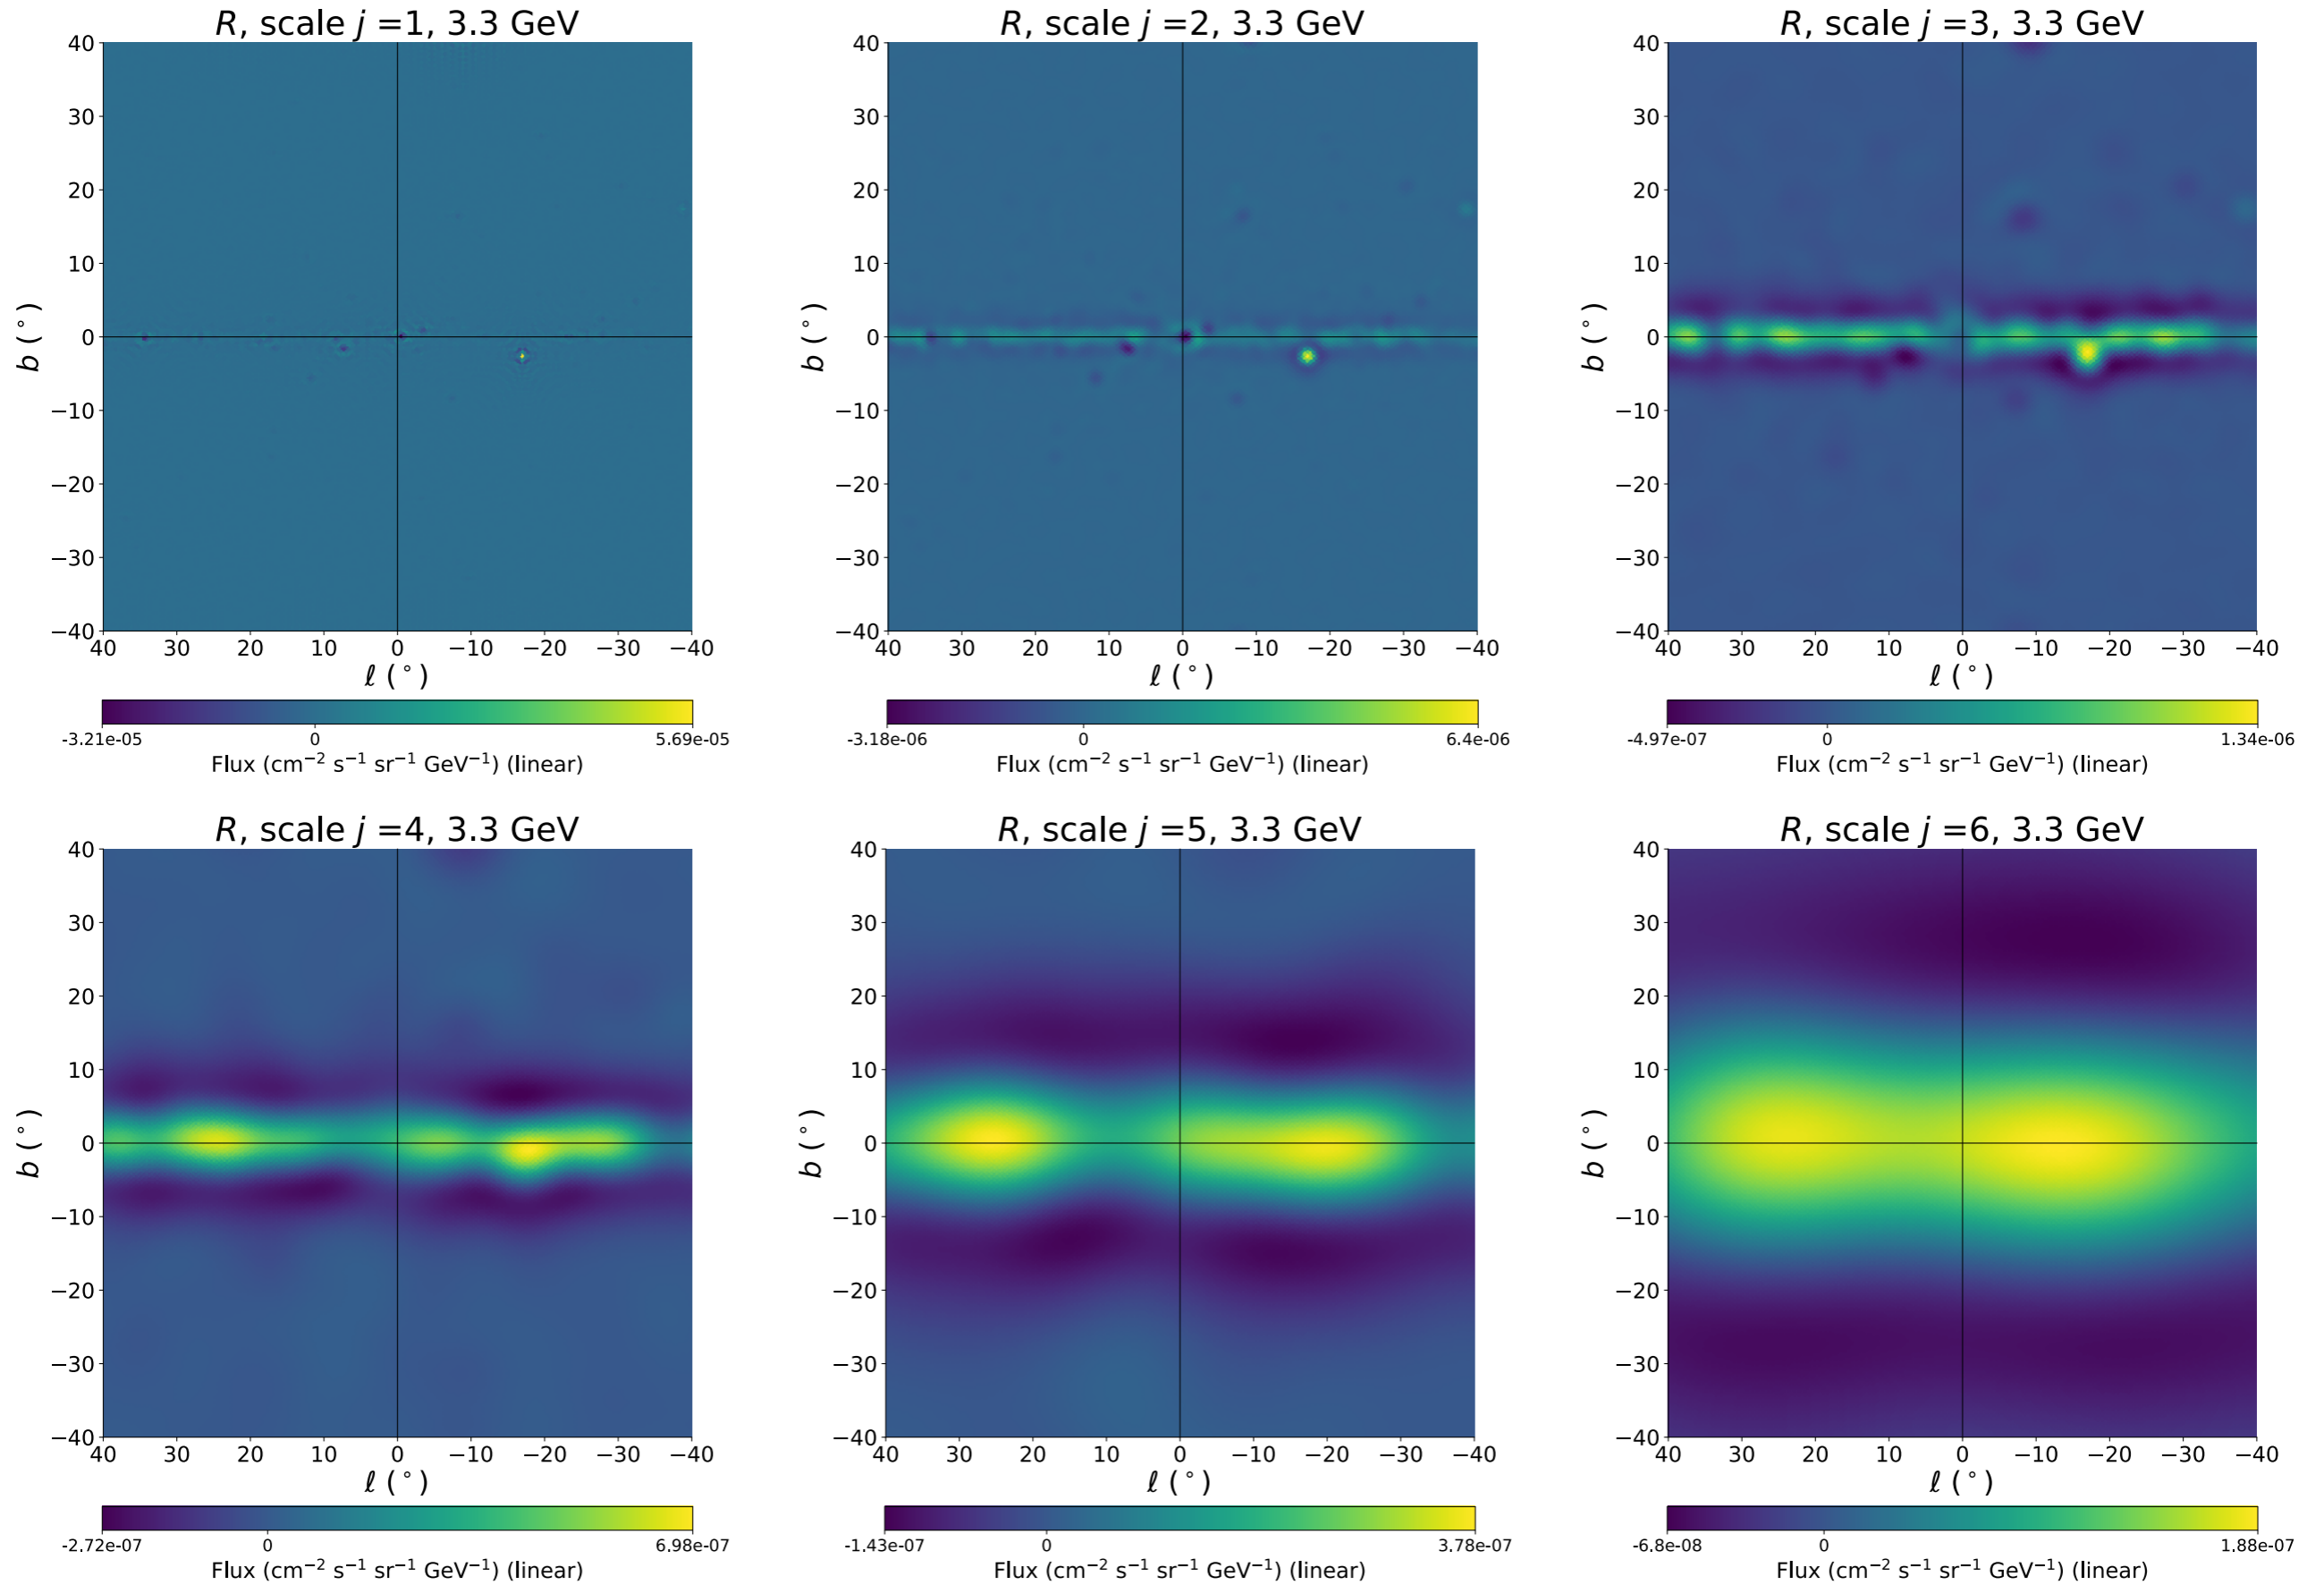 R, scale j =1, 3.3 GeV
40
30
20
10
0
−10
−20
−30
−40
b (°)
40 30 20 10 0 −10 −20 −30 −40
ℓ (°)
-3.21e-05 0 5.69e-05
Flux (cm⁻² s⁻¹ sr⁻¹ GeV⁻¹) (linear)
R, scale j =2, 3.3 GeV
40
30
20
10
0
−10
−20
−30
−40
b (°)
40 30 20 10 0 −10 −20 −30 −40
ℓ (°)
-3.18e-06 0 6.4e-06
Flux (cm⁻² s⁻¹ sr⁻¹ GeV⁻¹) (linear)
R, scale j =3, 3.3 GeV
40
30
20
10
0
−10
−20
−30
−40
b (°)
40 30 20 10 0 −10 −20 −30 −40
ℓ (°)
-4.97e-07 0 1.34e-06
Flux (cm⁻² s⁻¹ sr⁻¹ GeV⁻¹) (linear)
R, scale j =4, 3.3 GeV
40
30
20
10
0
−10
−20
−30
−40
b (°)
40 30 20 10 0 −10 −20 −30 −40
ℓ (°)
-2.72e-07 0 6.98e-07
Flux (cm⁻² s⁻¹ sr⁻¹ GeV⁻¹) (linear)
R, scale j =5, 3.3 GeV
40
30
20
10
0
−10
−20
−30
−40
b (°)
40 30 20 10 0 −10 −20 −30 −40
ℓ (°)
-1.43e-07 0 3.78e-07
Flux (cm⁻² s⁻¹ sr⁻¹ GeV⁻¹) (linear)
R, scale j =6, 3.3 GeV
40
30
20
10
0
−10
−20
−30
−40
b (°)
40 30 20 10 0 −10 −20 −30 −40
ℓ (°)
-6.8e-08 0 1.88e-07
Flux (cm⁻² s⁻¹ sr⁻¹ GeV⁻¹) (linear)